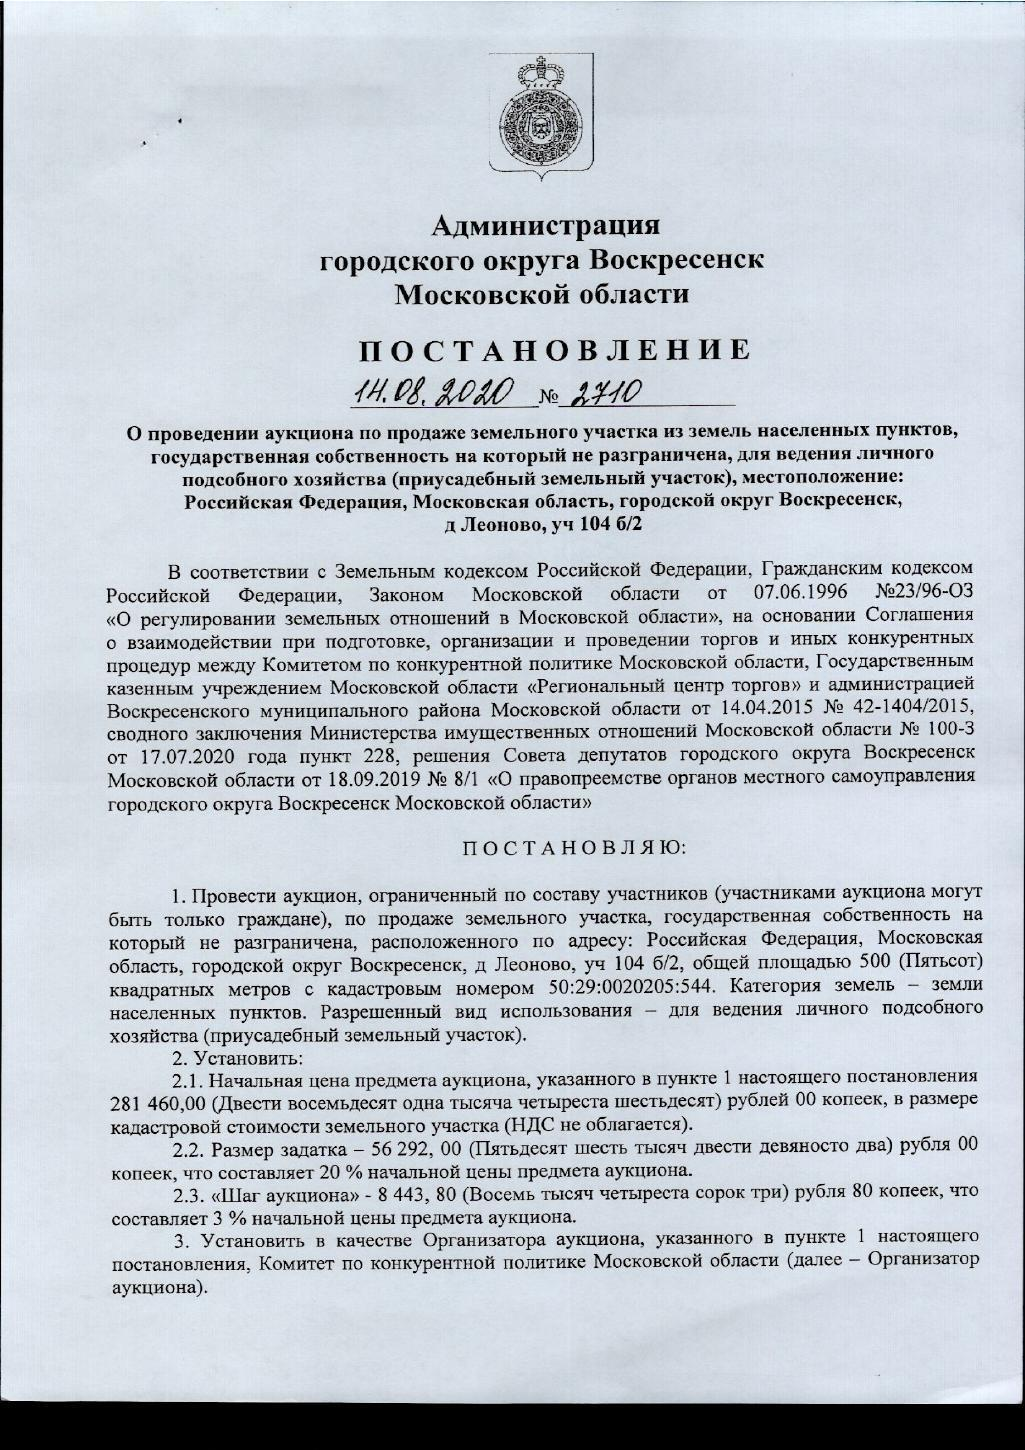 Администрация
городского округа Воскресенск
Московской области
П О С Т А Н О В Л Е Н И Е
14.08.2020 № 2710
О проведении аукциона по продаже земельного участка из земель населенных пунктов,
государственная собственность на который не разграничена, для ведения личного
подсобного хозяйства (приусадебный земельный участок), местоположение:
Российская Федерация, Московская область, городской округ Воскресенск,
д Леоново, уч 104 б/2
В соответствии с Земельным кодексом Российской Федерации, Гражданским кодексом
Российской Федерации, Законом Московской области от 07.06.1996 №23/96-ОЗ
«О регулировании земельных отношений в Московской области», на основании Соглашения
о взаимодействии при подготовке, организации и проведении торгов и иных конкурентных
процедур между Комитетом по конкурентной политике Московской области, Государственным
казенным учреждением Московской области «Региональный центр торгов» и администрацией
Воскресенского муниципального района Московской области от 14.04.2015 № 42-1404/2015,
сводного заключения Министерства имущественных отношений Московской области № 100-З
от 17.07.2020 года пункт 228, решения Совета депутатов городского округа Воскресенск
Московской области от 18.09.2019 № 8/1 «О правопреемстве органов местного самоуправления
городского округа Воскресенск Московской области»
П О С Т А Н О В Л Я Ю:
1. Провести аукцион, ограниченный по составу участников (участниками аукциона могут
быть только граждане), по продаже земельного участка, государственная собственность на
который не разграничена, расположенного по адресу: Российская Федерация, Московская
область, городской округ Воскресенск, д Леоново, уч 104 б/2, общей площадью 500 (Пятьсот)
квадратных метров с кадастровым номером 50:29:0020205:544. Категория земель – земли
населенных пунктов. Разрешенный вид использования – для ведения личного подсобного
хозяйства (приусадебный земельный участок).
2. Установить:
2.1. Начальная цена предмета аукциона, указанного в пункте 1 настоящего постановления
281 460,00 (Двести восемьдесят одна тысяча четыреста шестьдесят) рублей 00 копеек, в размере
кадастровой стоимости земельного участка (НДС не облагается).
2.2. Размер задатка – 56 292, 00 (Пятьдесят шесть тысяч двести девяносто два) рубля 00
копеек, что составляет 20 % начальной цены предмета аукциона.
2.3. «Шаг аукциона» - 8 443, 80 (Восемь тысяч четыреста сорок три) рубля 80 копеек, что
составляет 3 % начальной цены предмета аукциона.
3. Установить в качестве Организатора аукциона, указанного в пункте 1 настоящего
постановления, Комитет по конкурентной политике Московской области (далее – Организатор
аукциона).